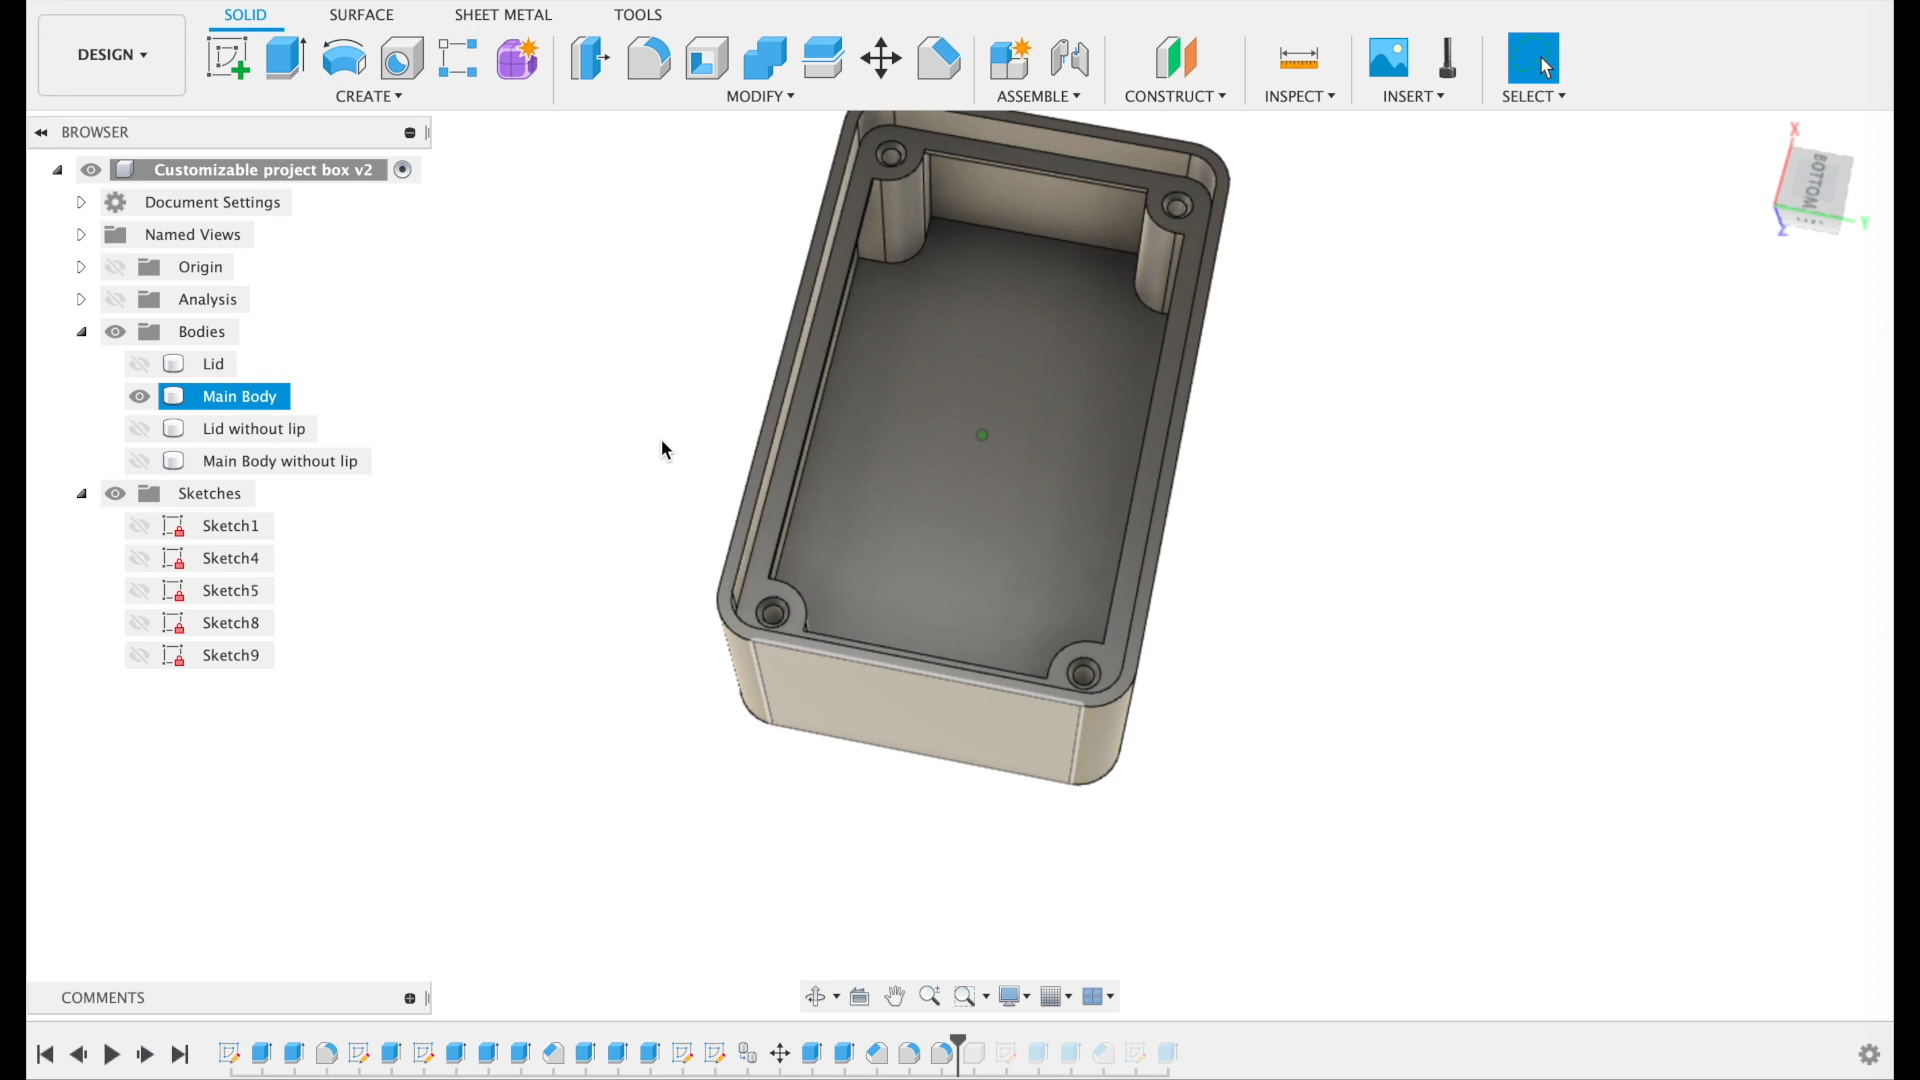 SOLID SURFACE SHEET METAL TOOLS
DESIGN
CREATE MODIFY ASSEMBLE CONSTRUCT INSPECT INSERT SELECT
BROWSER
Customizable project box v2
Document Settings
Named Views
Origin
Analysis
Bodies
Lid
Main Body
Lid without lip
Main Body without lip
Sketches
Sketch1
Sketch4
Sketch5
Sketch8
Sketch9
X
BOTTOM
Y
Z
COMMENTS